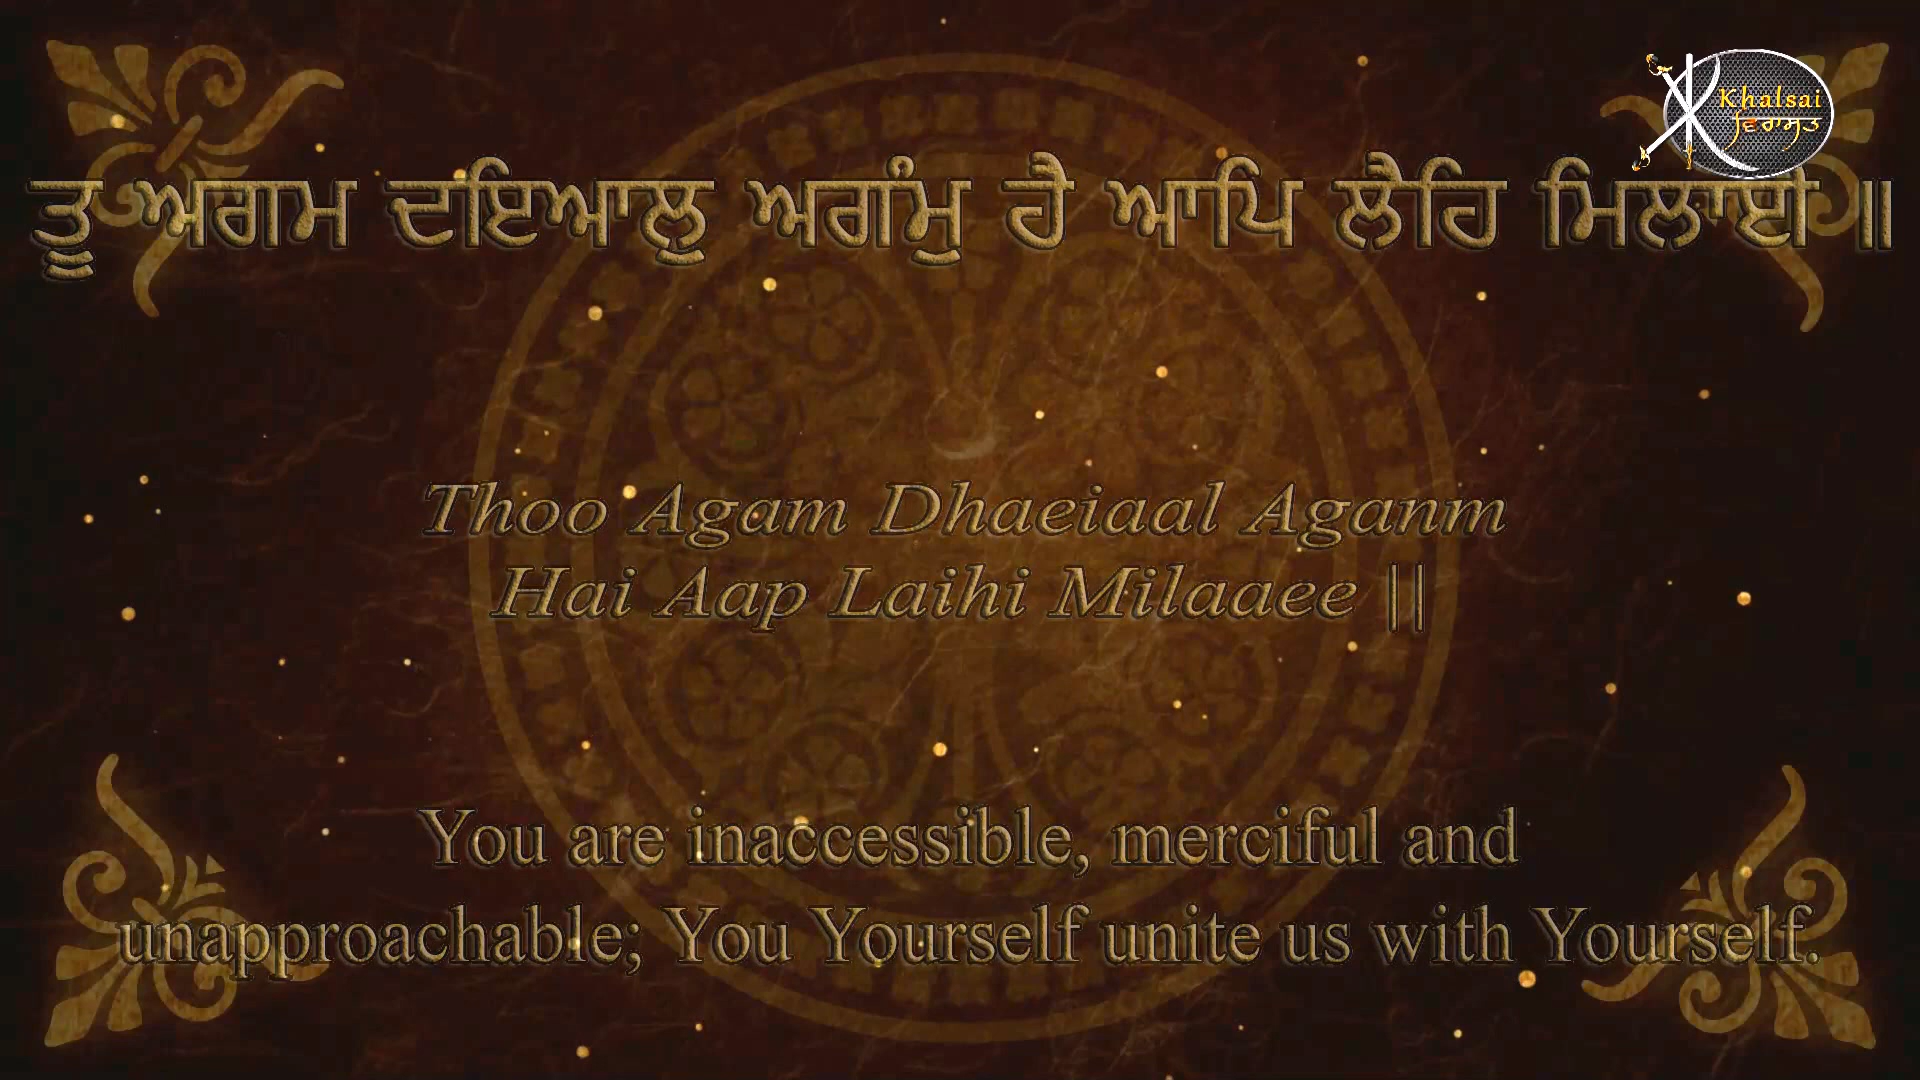 Khalsai
ਵਿਰਾਸਤ
ਤੂ ਅਗਮ ਦਇਆਲੁ ਅਗੰਮੁ ਹੈ ਆਪਿ ਲੈਹਿ ਮਿਲਾਈ ॥
Thoo Agam Dhaeiaal Aganm
Hai Aap Laihi Milaaee ||
You are inaccessible, merciful and
unapproachable; You Yourself unite us with Yourself.